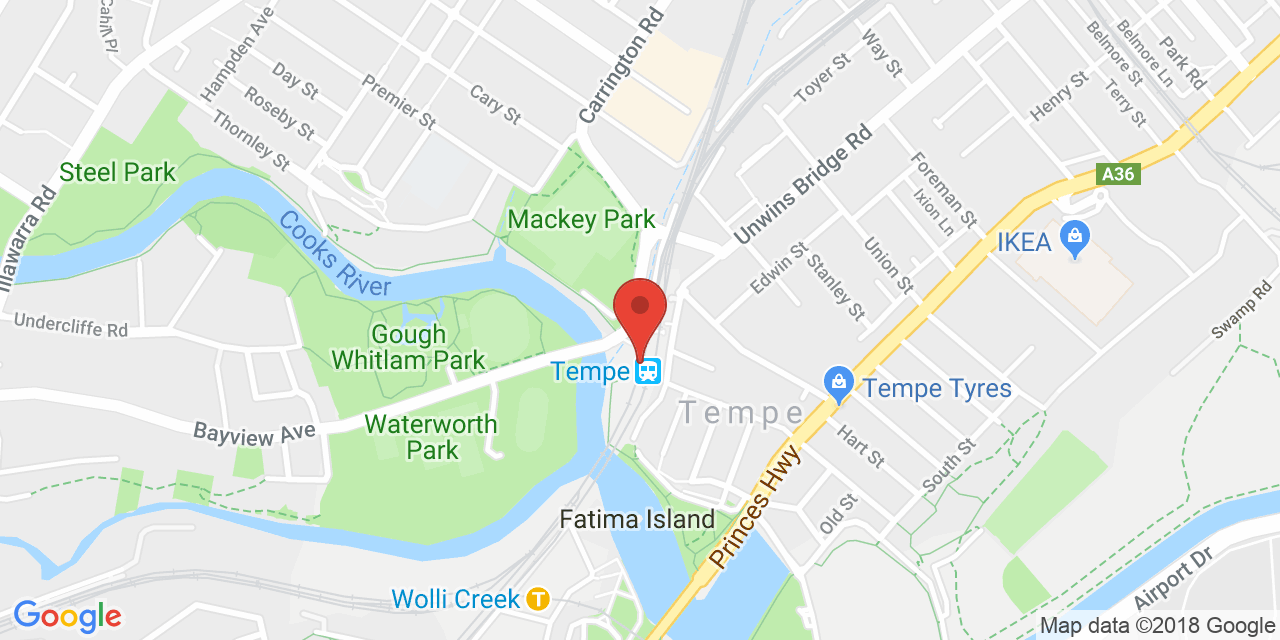 Cahill Pl
Hampden Ave
Carrington Rd
Way St
Belmore St
Belmore Ln
Park Rd
Day St
Premier St
Cary St
Toyer St
Henry St
Terry St
Roseby St
Thornley St
Unwins Bridge Rd
Foreman St
Ixion Ln
A36
Steel Park
Mackey Park
Illawarra Rd
Cooks River
IKEA
Edwin St
Stanley St
Union St
Swamp Rd
Undercliffe Rd
Gough
Whitlam Park
Tempe
Tempe Tyres
Tempe
Waterworth
Park
Bayview Ave
Hart St
South St
Princes Hwy
Old St
Fatima Island
Wolli Creek
T
Airport Dr
Google
Map data ©2018 Google